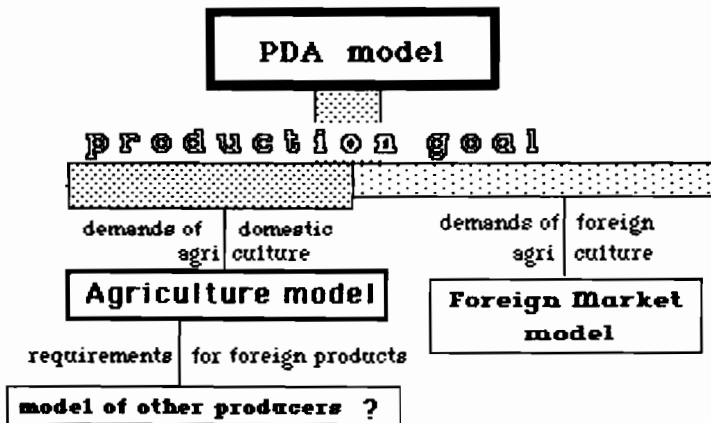 PDA model
production goal
demands of domestic
agri culture
demands of foreign
agri culture
Agriculture model
Foreign Market
model
requirements for foreign products
model of other producers ?